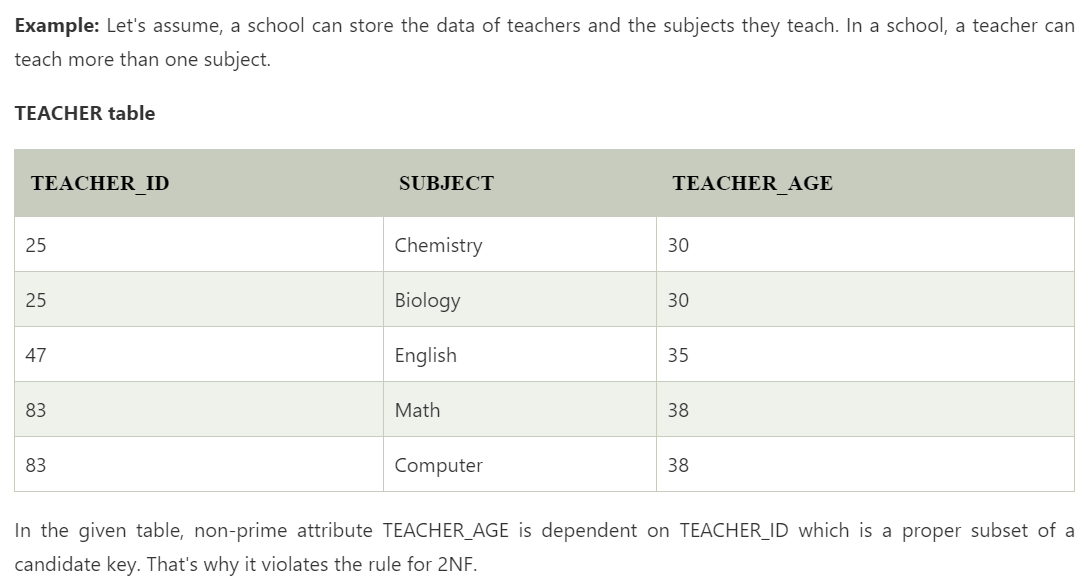 Example: Let's assume, a school can store the data of teachers and the subjects they teach. In a school, a teacher can
teach more than one subject.
TEACHER table
TEACHER_ID SUBJECT TEACHER_AGE
25 Chemistry 30
25 Biology 30
47 English 35
83 Math 38
83 Computer 38
In the given table, non-prime attribute TEACHER_AGE is dependent on TEACHER_ID which is a proper subset of a
candidate key. That's why it violates the rule for 2NF.